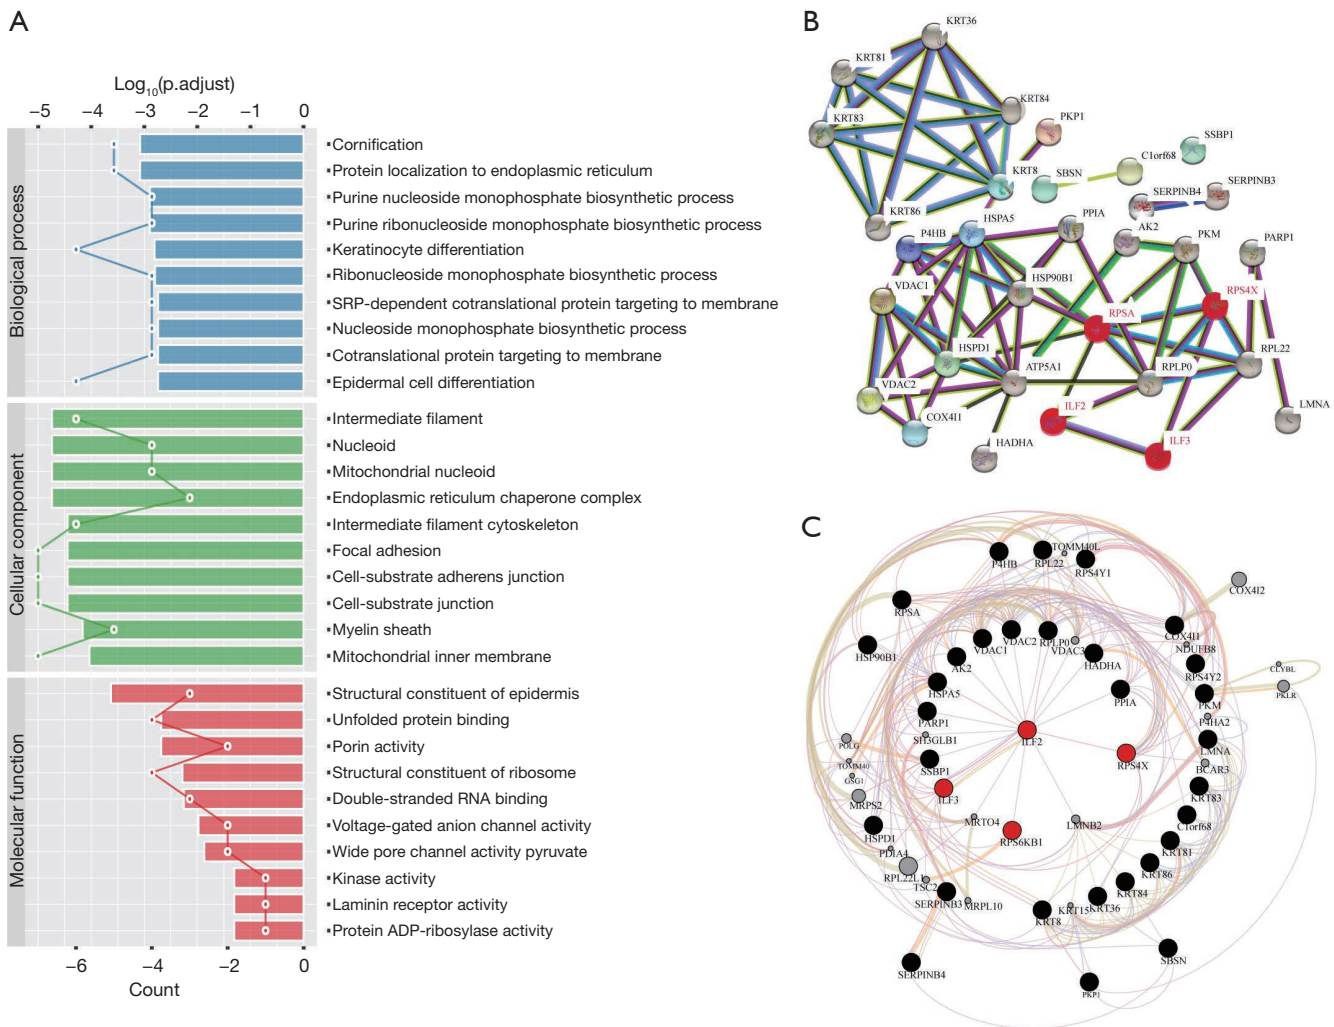 A
Log10(p.adjust)
−5 −4 −3 −2 −1 0
Biological process
Cornification
Protein localization to endoplasmic reticulum
Purine nucleoside monophosphate biosynthetic process
Purine ribonucleoside monophosphate biosynthetic process
Keratinocyte differentiation
Ribonucleoside monophosphate biosynthetic process
SRP-dependent cotranslational protein targeting to membrane
Nucleoside monophosphate biosynthetic process
Cotranslational protein targeting to membrane
Epidermal cell differentiation
Cellular component
Intermediate filament
Nucleoid
Mitochondrial nucleoid
Endoplasmic reticulum chaperone complex
Intermediate filament cytoskeleton
Focal adhesion
Cell-substrate adherens junction
Cell-substrate junction
Myelin sheath
Mitochondrial inner membrane
Molecular function
Structural constituent of epidermis
Unfolded protein binding
Porin activity
Structural constituent of ribosome
Double-stranded RNA binding
Voltage-gated anion channel activity
Wide pore channel activity pyruvate
Kinase activity
Laminin receptor activity
Protein ADP-ribosylase activity
−6 −4 −2 0
Count
B
KRT36
KRT81
KRT84
KRT83
PKP1
SSBP1
C1orf68
KRT8
SBSN
SERPINB4
SERPINB3
KRT86
HSPA5
PPIA
P4HB
AK2
PKM
PARP1
VDAC1
HSP90B1
RPS4X
RPSA
HSPD1
ATP5A1
RPLP0
RPL22
VDAC2
COX4I1
ILF2
LMNA
HADHA
ILF3
C
P4HB
RPL22
TOMM40L
RPS4Y1
COX4I2
RPSA
COX4I1
HSP90B1
VDAC1
VDAC2
RPLP0
VDAC3
HADHA
NDUFB8
RPS4Y2
CLYBL
AK2
HSPA5
PPIA
PKM
PKLR
PARP1
P4HA2
SH3GLB1
ILF2
LMNA
POLG
RPS4X
BCAR3
TOMM40
SSBP1
GSG1
KRT83
MRPS2
ILF3
C1orf68
HSPD1
MRTO4
RPS6KB1
LMNB2
KRT81
PDIA4
RPL22L1
KRT86
TSC2
KRT84
SERPINB3
MRPL10
KRT8
KRT15
KRT36
SERPINB4
SBSN
PKP1